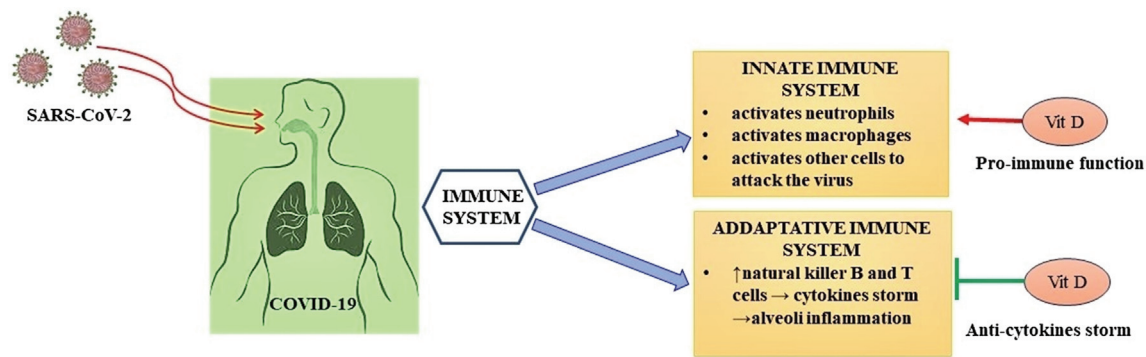 SARS-CoV-2
COVID-19
IMMUNE
SYSTEM
INNATE IMMUNE
SYSTEM
• activates neutrophils
• activates macrophages
• activates other cells to
attack the virus
Vit D
Pro-immune function
ADDAPTATIVE IMMUNE
SYSTEM
• ↑natural killer B and T
cells → cytokines storm
→alveoli inflammation
Vit D
Anti-cytokines storm